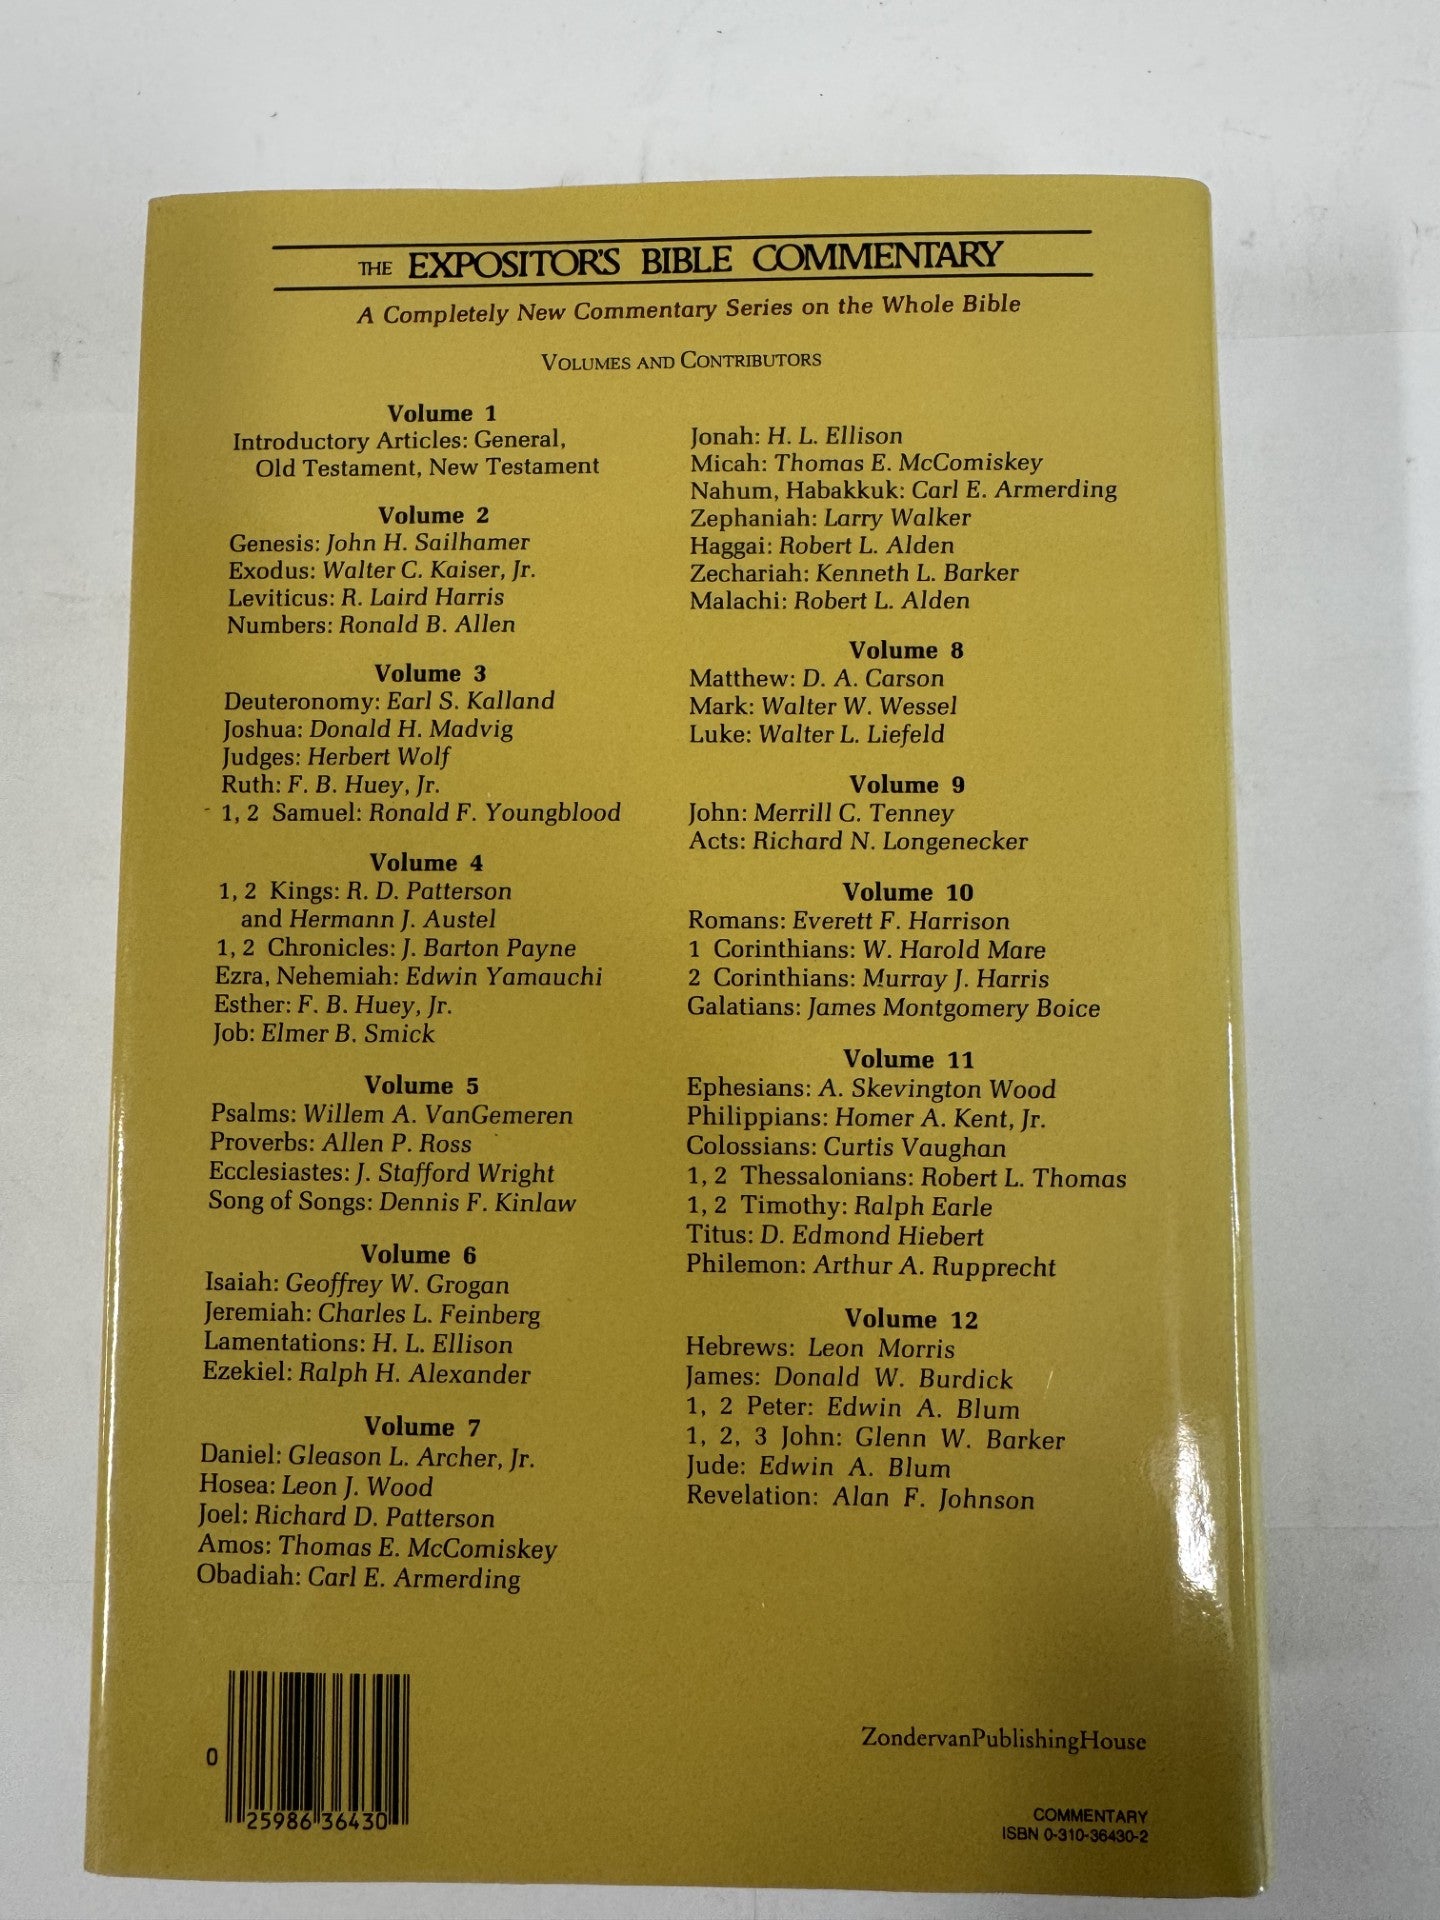 THE EXPOSITOR'S BIBLE COMMENTARY
A Completely New Commentary Series on the Whole Bible
VOLUMES AND CONTRIBUTORS
Volume 1
Introductory Articles: General,
Old Testament, New Testament
Volume 2
Genesis: John H. Sailhamer
Exodus: Walter C. Kaiser, Jr.
Leviticus: R. Laird Harris
Numbers: Ronald B. Allen
Volume 3
Deuteronomy: Earl S. Kalland
Joshua: Donald H. Madvig
Judges: Herbert Wolf
Ruth: F. B. Huey, Jr.
1, 2 Samuel: Ronald F. Youngblood
Volume 4
1, 2 Kings: R. D. Patterson
and Hermann J. Austel
1, 2 Chronicles: J. Barton Payne
Ezra, Nehemiah: Edwin Yamauchi
Esther: F. B. Huey, Jr.
Job: Elmer B. Smick
Volume 5
Psalms: Willem A. VanGemeren
Proverbs: Allen P. Ross
Ecclesiastes: J. Stafford Wright
Song of Songs: Dennis F. Kinlaw
Volume 6
Isaiah: Geoffrey W. Grogan
Jeremiah: Charles L. Feinberg
Lamentations: H. L. Ellison
Ezekiel: Ralph H. Alexander
Volume 7
Daniel: Gleason L. Archer, Jr.
Hosea: Leon J. Wood
Joel: Richard D. Patterson
Amos: Thomas E. McComiskey
Obadiah: Carl E. Armerding
Jonah: H. L. Ellison
Micah: Thomas E. McComiskey
Nahum, Habakkuk: Carl E. Armerding
Zephaniah: Larry Walker
Haggai: Robert L. Alden
Zechariah: Kenneth L. Barker
Malachi: Robert L. Alden
Volume 8
Matthew: D. A. Carson
Mark: Walter W. Wessel
Luke: Walter L. Liefeld
Volume 9
John: Merrill C. Tenney
Acts: Richard N. Longenecker
Volume 10
Romans: Everett F. Harrison
1 Corinthians: W. Harold Mare
2 Corinthians: Murray J. Harris
Galatians: James Montgomery Boice
Volume 11
Ephesians: A. Skevington Wood
Philippians: Homer A. Kent, Jr.
Colossians: Curtis Vaughan
1, 2 Thessalonians: Robert L. Thomas
1, 2 Timothy: Ralph Earle
Titus: D. Edmond Hiebert
Philemon: Arthur A. Rupprecht
Volume 12
Hebrews: Leon Morris
James: Donald W. Burdick
1, 2 Peter: Edwin A. Blum
1, 2, 3 John: Glenn W. Barker
Jude: Edwin A. Blum
Revelation: Alan F. Johnson
0 25986 36430
ZondervanPublishingHouse
COMMENTARY
ISBN 0-310-36430-2